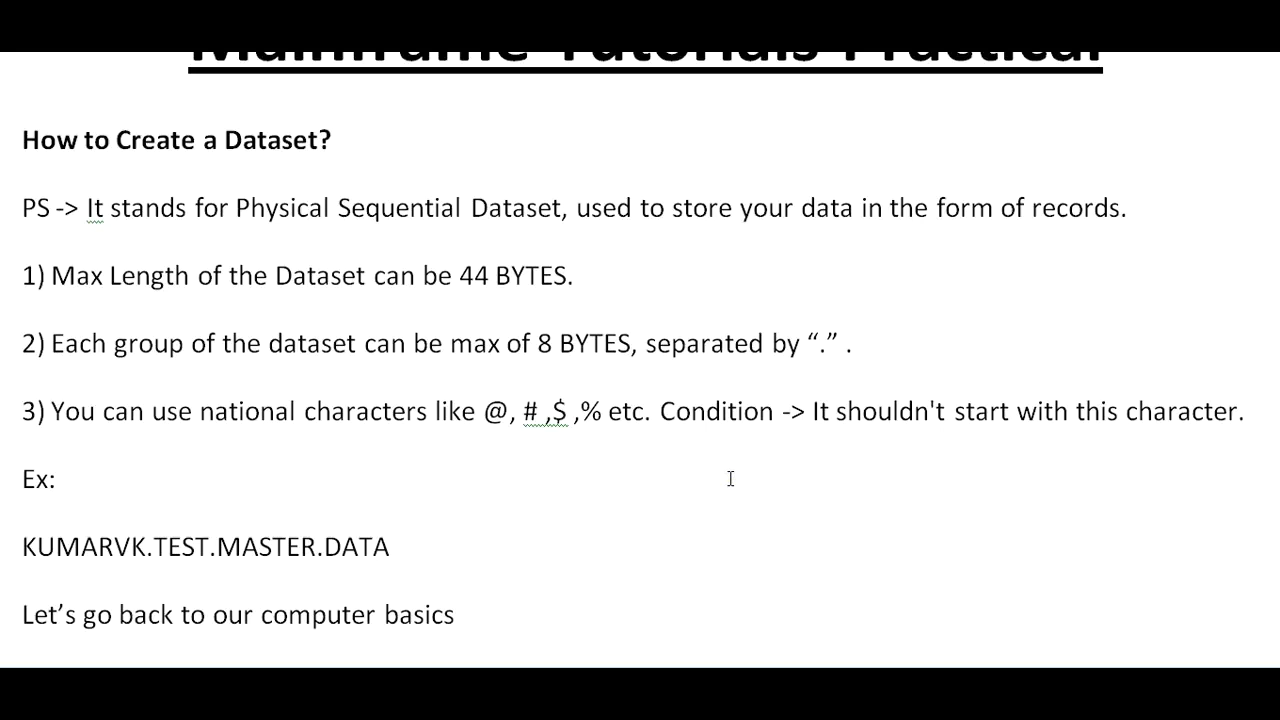 Mainframe Tutorials Practical
How to Create a Dataset?
PS -> It stands for Physical Sequential Dataset, used to store your data in the form of records.
1) Max Length of the Dataset can be 44 BYTES.
2) Each group of the dataset can be max of 8 BYTES, separated by “.” .
3) You can use national characters like @, # ,$ ,% etc. Condition -> It shouldn't start with this character.
Ex:
KUMARVK.TEST.MASTER.DATA
Let’s go back to our computer basics